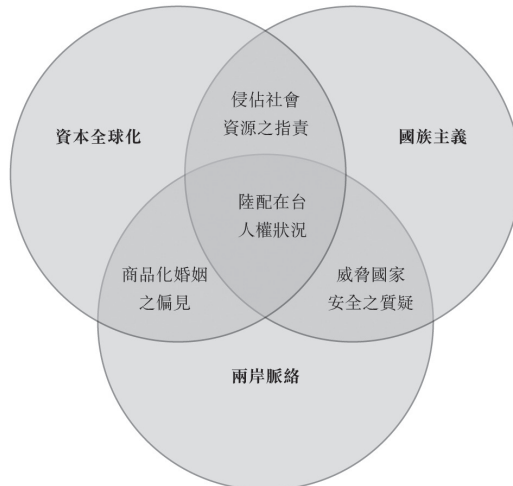 侵佔社會
資源之指責
資本全球化
國族主義
陸配在台
人權狀況
商品化婚姻
之偏見
威脅國家
安全之質疑
兩岸脈絡